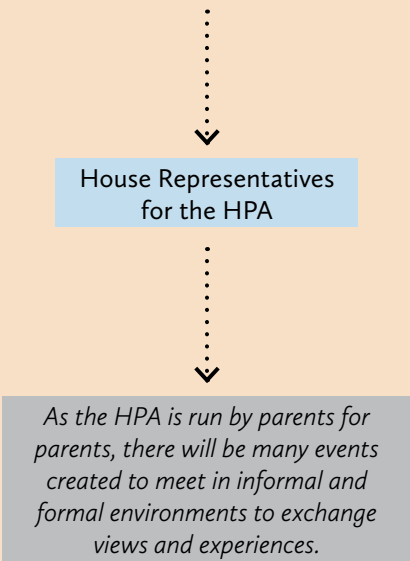 House Representatives
for the HPA
As the HPA is run by parents for
parents, there will be many events
created to meet in informal and
formal environments to exchange
views and experiences.